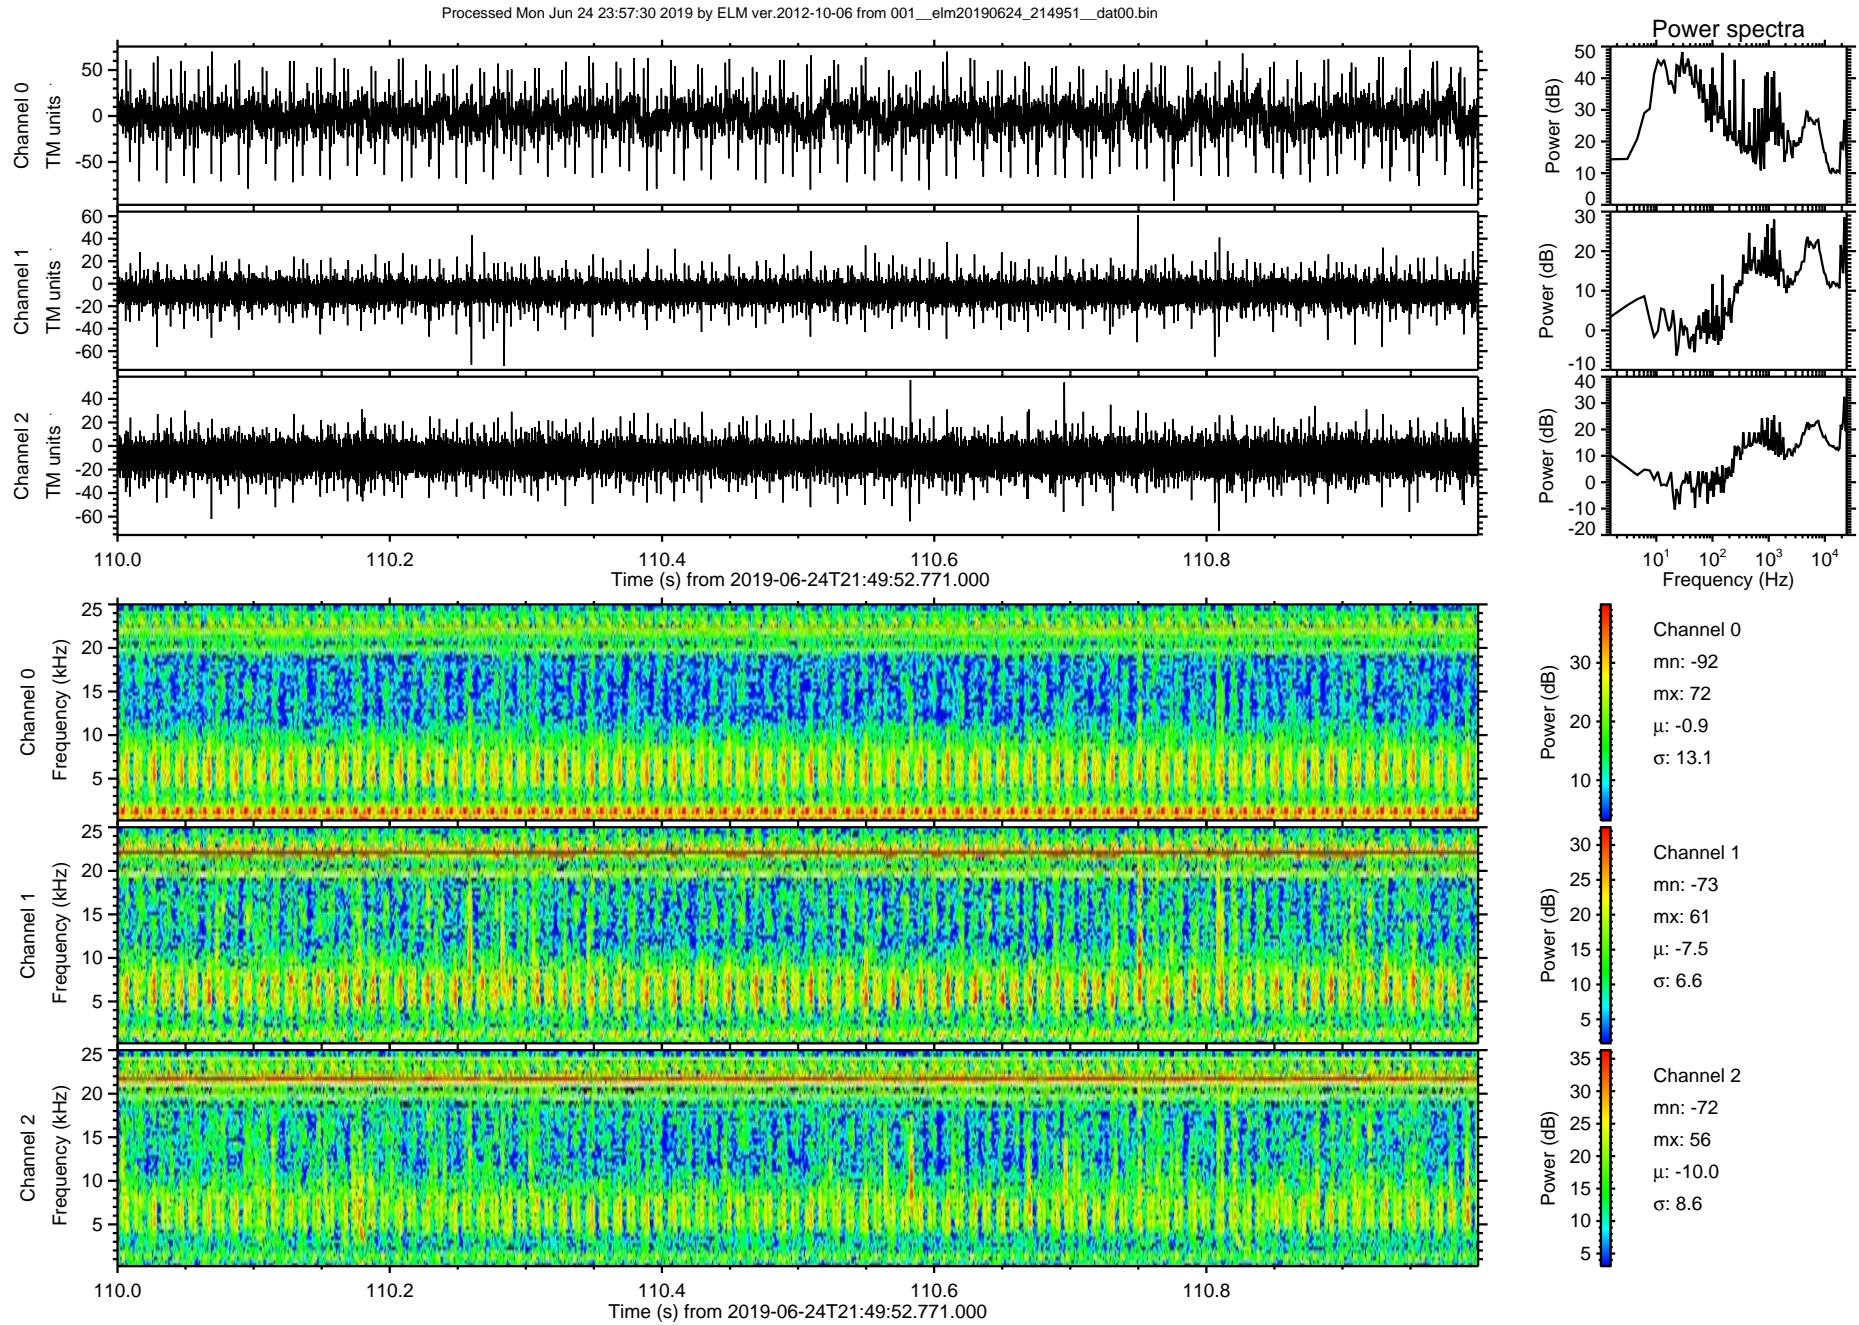 Processed Mon Jun 24 23:57:30 2019 by ELM ver.2012-10-06 from 001__elm20190624_214951__dat00.bin
Power spectra
Channel 0
TM units
50
0
-50
Power (dB)
50
40
30
20
10
0
Channel 1
TM units
60
40
20
0
-20
-40
-60
Power (dB)
30
20
10
0
-10
Channel 2
TM units
40
20
0
-20
-40
-60
Power (dB)
40
30
20
10
0
-10
-20
110.0 110.2 110.4 110.6 110.8
Time (s) from 2019-06-24T21:49:52.771.000
10^1 10^2 10^3 10^4
Frequency (Hz)
Channel 0
Frequency (kHz)
25
20
15
10
5
Power (dB)
30
20
10
Channel 0
mn: -92
mx: 72
μ: -0.9
σ: 13.1
Channel 1
Frequency (kHz)
25
20
15
10
5
Power (dB)
30
25
20
15
10
5
Channel 1
mn: -73
mx: 61
μ: -7.5
σ: 6.6
Channel 2
Frequency (kHz)
25
20
15
10
5
Power (dB)
35
30
25
20
15
10
5
Channel 2
mn: -72
mx: 56
μ: -10.0
σ: 8.6
110.0 110.2 110.4 110.6 110.8
Time (s) from 2019-06-24T21:49:52.771.000